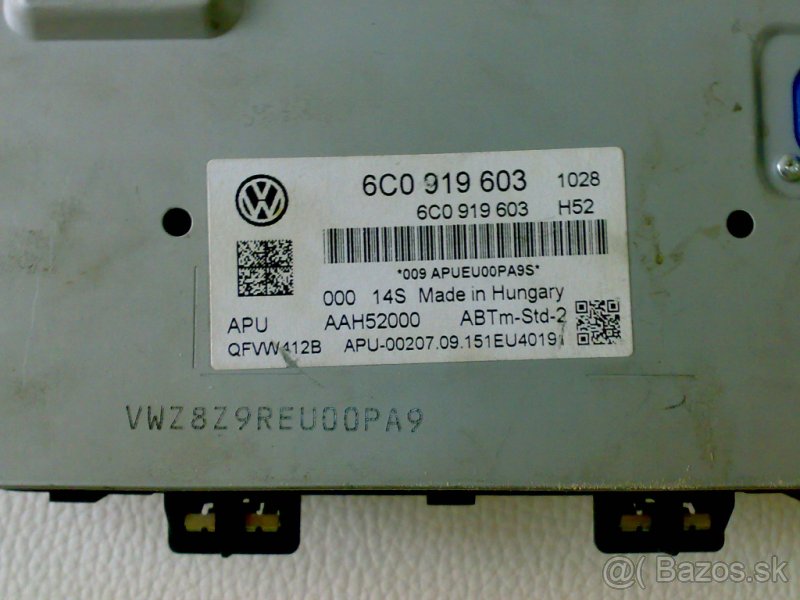 6C0 919 603 1028
6C0 919 603 H52
*009 APUEU00PA9S*
000 14S Made in Hungary
APU AAH52000 ABTm-Std-2
QFVW412B APU-00207.09.151EU40191
VWZ8Z9REU00PA9
@( Bazos.sk